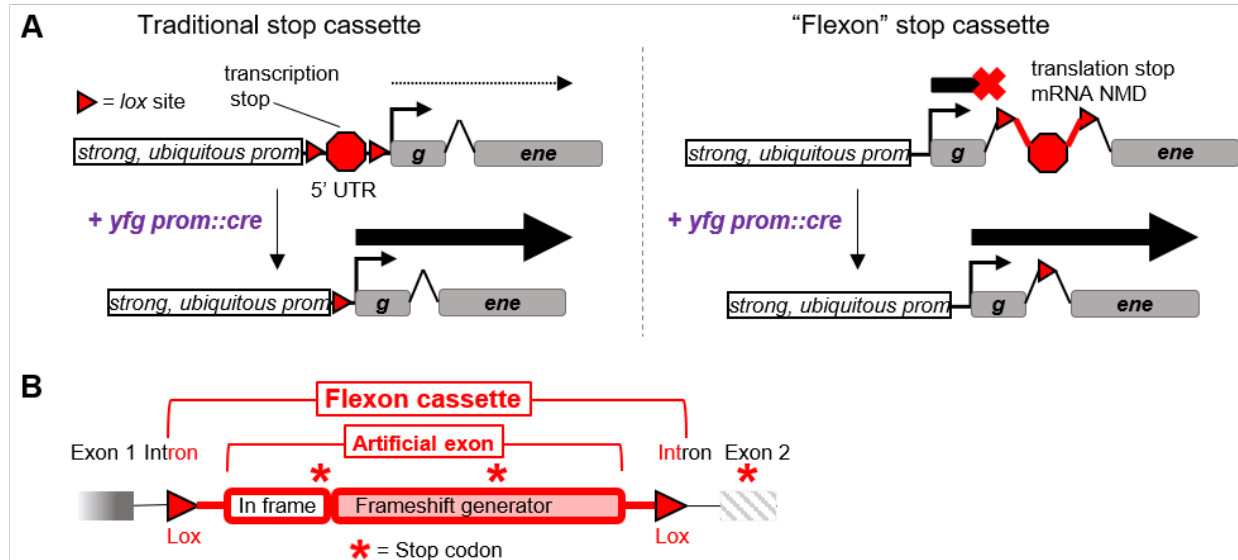 A
Traditional stop cassette
transcription
stop
= lox site
strong, ubiquitous prom
g
ene
5' UTR
+ yfg prom::cre
strong, ubiquitous prom
g
ene
“Flexon” stop cassette
translation stop
mRNA NMD
strong, ubiquitous prom
g
ene
+ yfg prom::cre
strong, ubiquitous prom
g
ene
B
Flexon cassette
Artificial exon
Exon 1 Intron
Intron Exon 2
* *
*
In frame
Frameshift generator
Lox
Lox
* = Stop codon